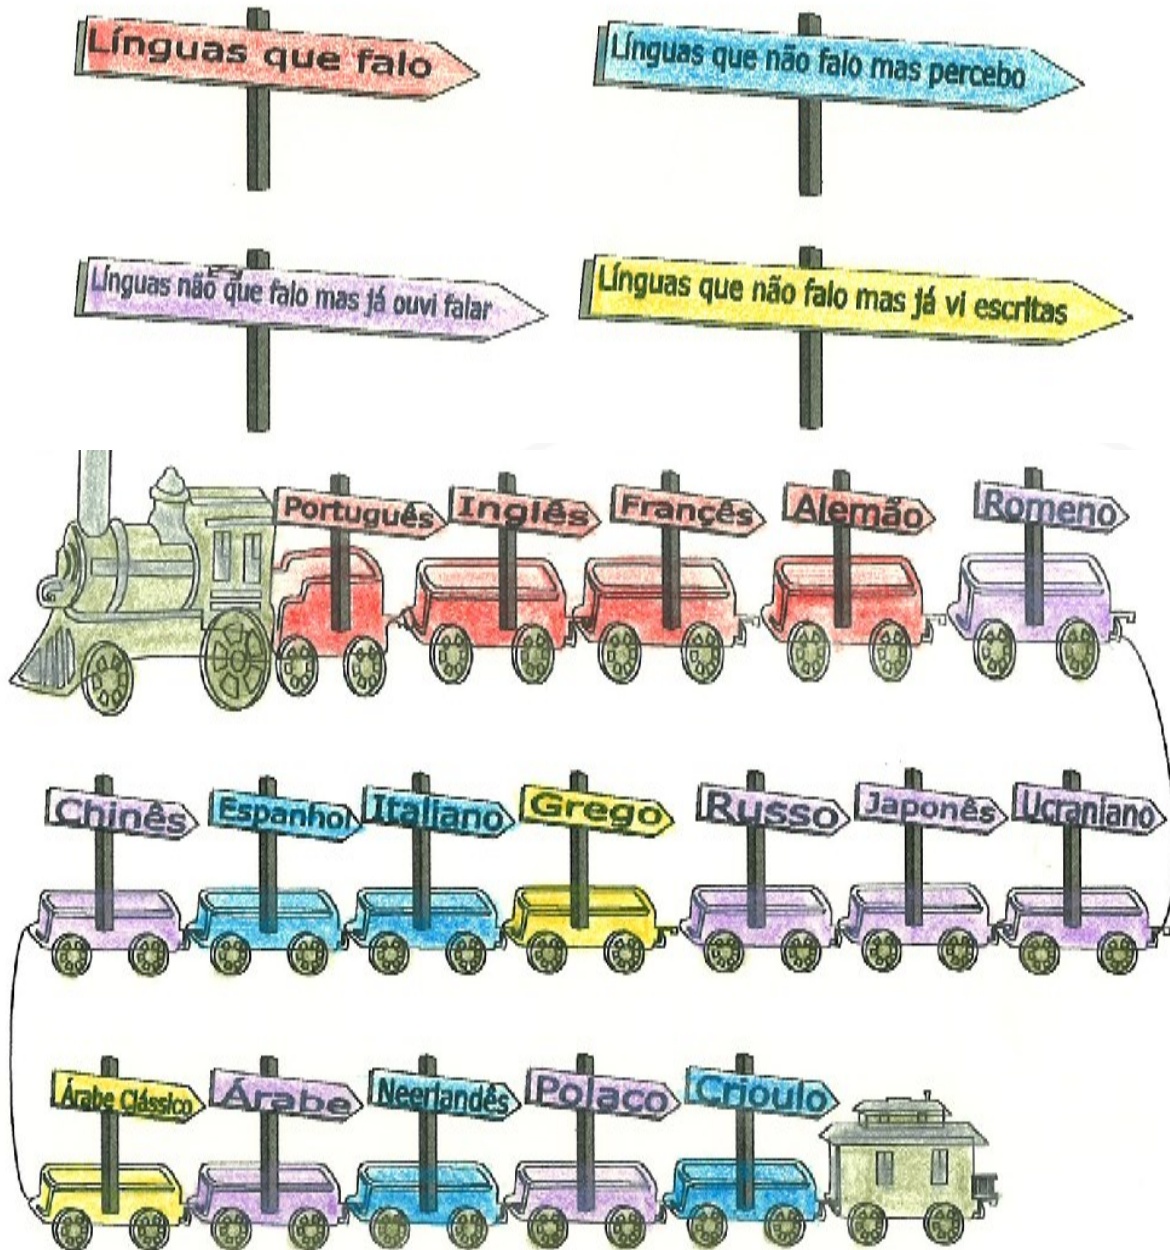 Línguas que falo
Línguas que não falo mas percebo
Línguas não que falo mas já ouvi falar
Línguas que não falo mas já vi escritas
Português
Inglês
Françês
Alemão
Romeno
Chinês
Espanhol
Italiano
Grego
Russo
Japonês
Ucraniano
Árabe Clássico
Árabe
Neerlandês
Polaco
Crioulo